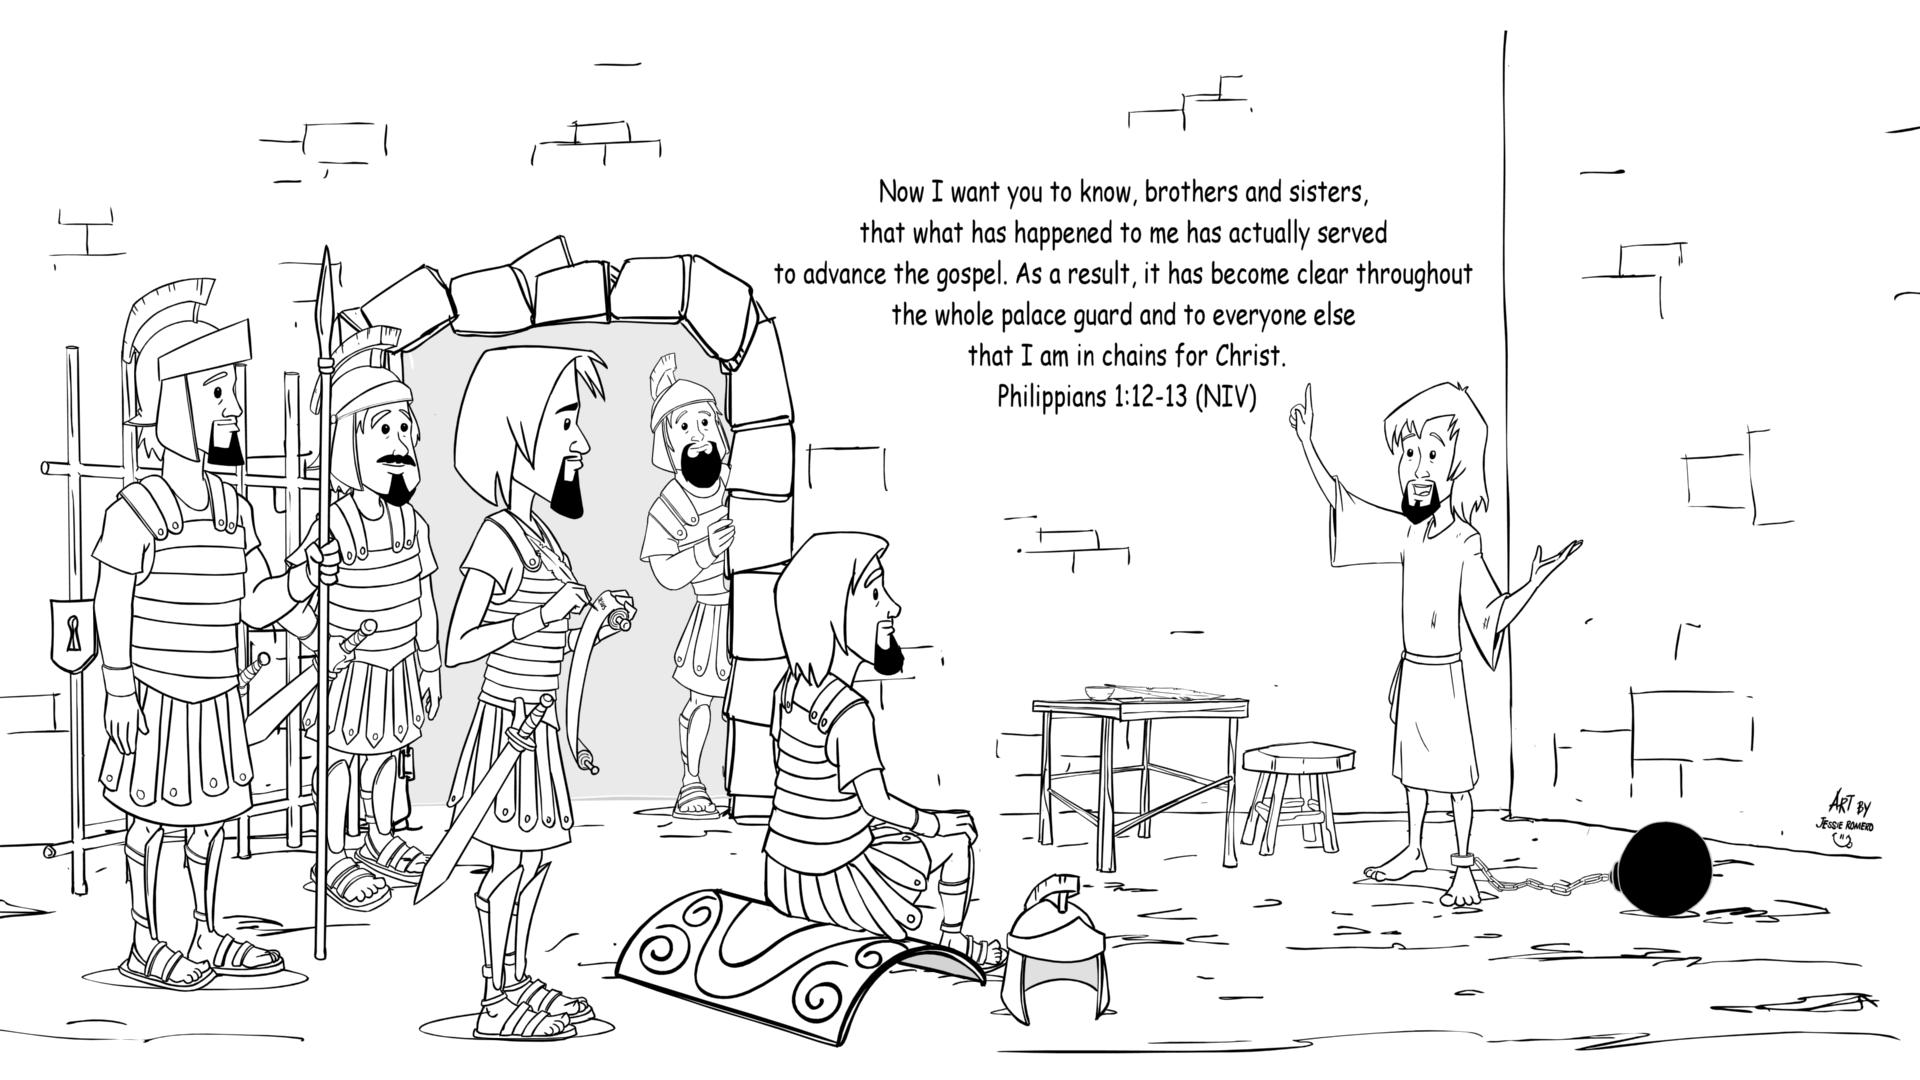 Now I want you to know, brothers and sisters,
that what has happened to me has actually served
to advance the gospel. As a result, it has become clear throughout
the whole palace guard and to everyone else
that I am in chains for Christ.
Philippians 1:12-13 (NIV)
ART BY
JESSIE ROMERO